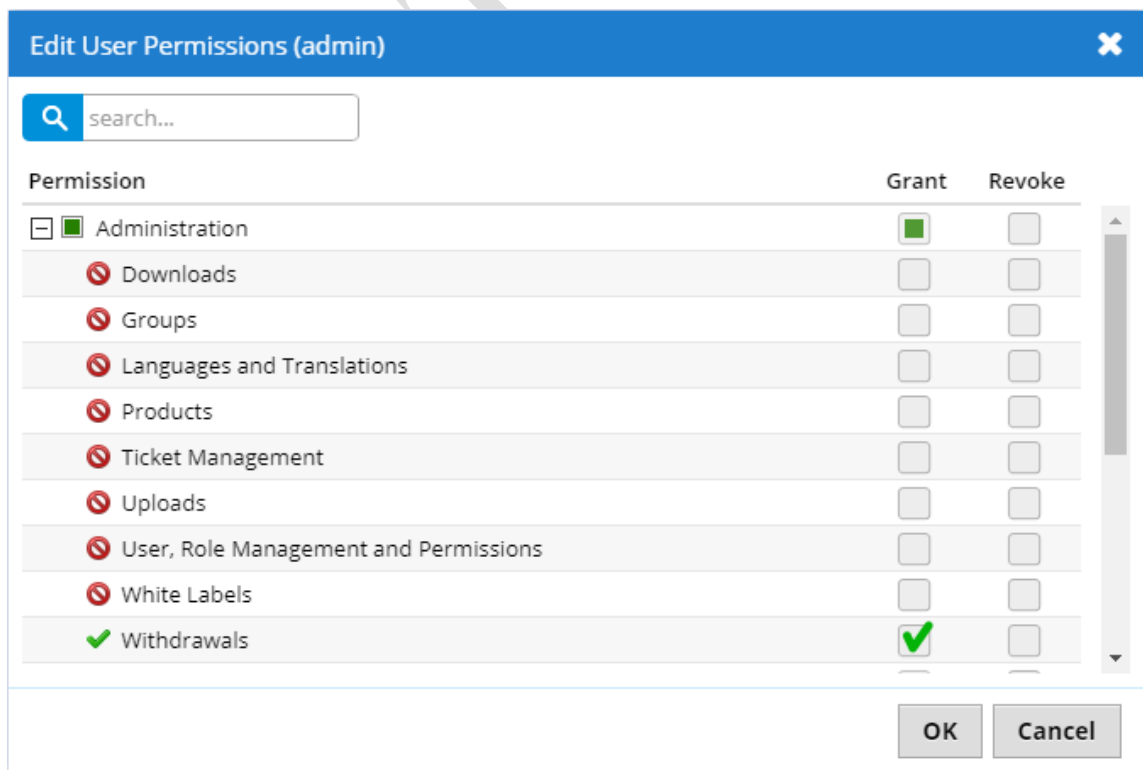 Edit User Permissions (admin)
search...
Permission Grant Revoke
Administration
Downloads
Groups
Languages and Translations
Products
Ticket Management
Uploads
User, Role Management and Permissions
White Labels
Withdrawals
OK Cancel